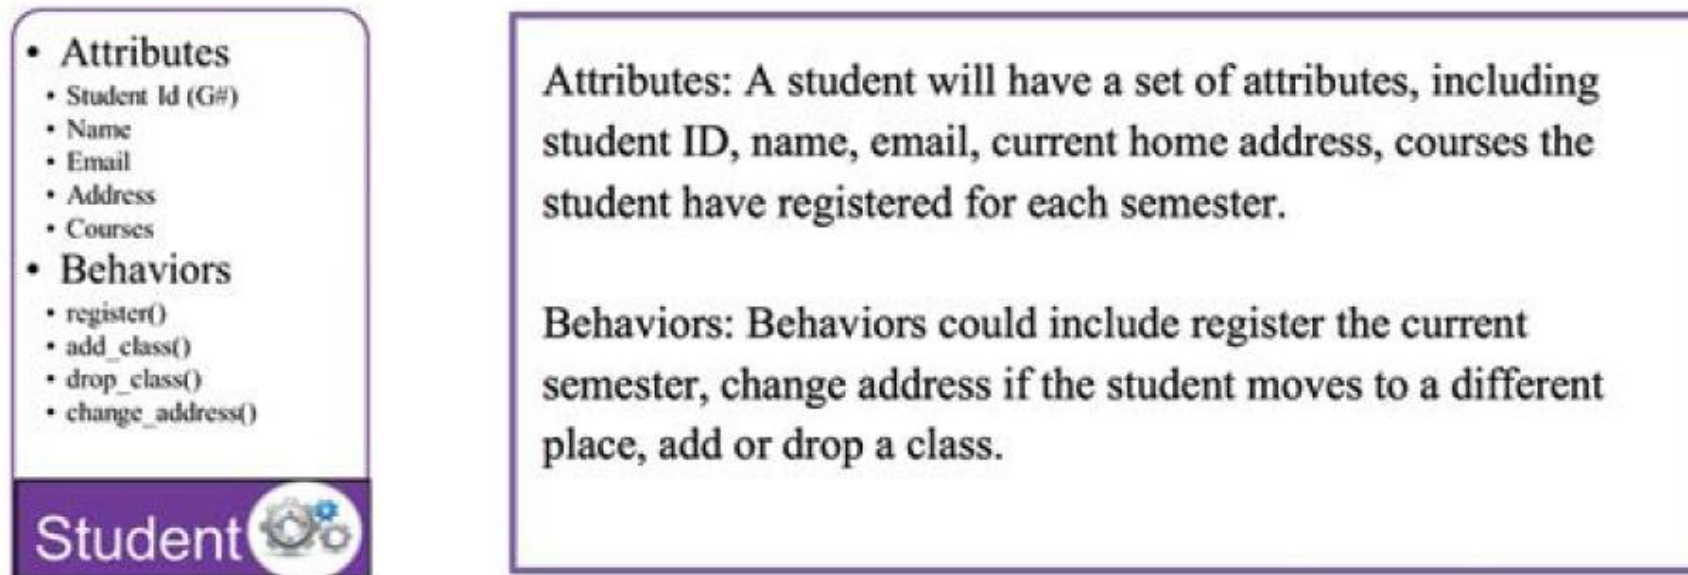 • Attributes
• Student Id (G#)
• Name
• Email
• Address
• Courses
• Behaviors
• register()
• add_class()
• drop_class()
• change_address()
Student
Attributes: A student will have a set of attributes, including
student ID, name, email, current home address, courses the
student have registered for each semester.
Behaviors: Behaviors could include register the current
semester, change address if the student moves to a different
place, add or drop a class.